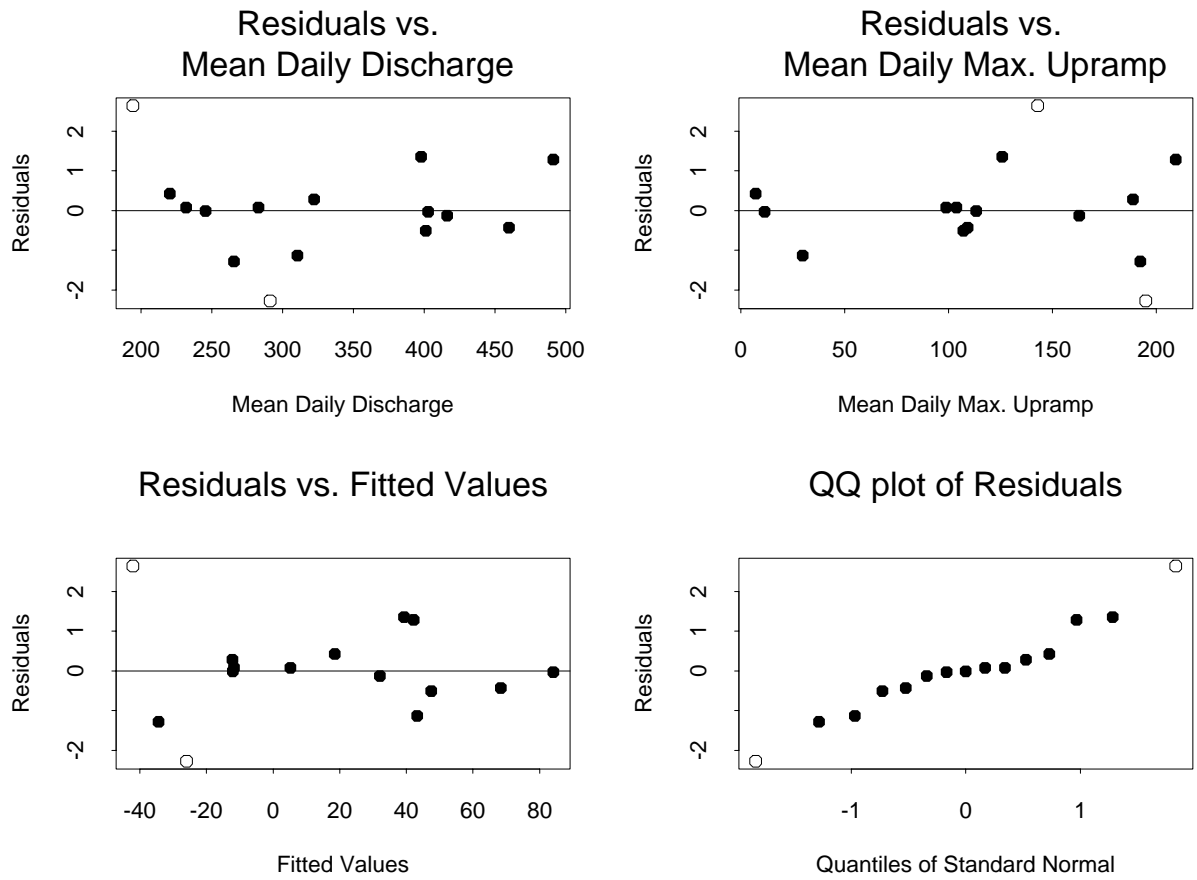 Residuals vs.
Mean Daily Discharge
Residuals
2
1
0
-2
200 250 300 350 400 450 500
Mean Daily Discharge
Residuals vs.
Mean Daily Max. Upramp
Residuals
2
1
0
-2
0 50 100 150 200
Mean Daily Max. Upramp
Residuals vs. Fitted Values
Residuals
2
1
0
-2
-40 -20 0 20 40 60 80
Fitted Values
QQ plot of Residuals
Residuals
2
1
0
-2
-1 0 1
Quantiles of Standard Normal